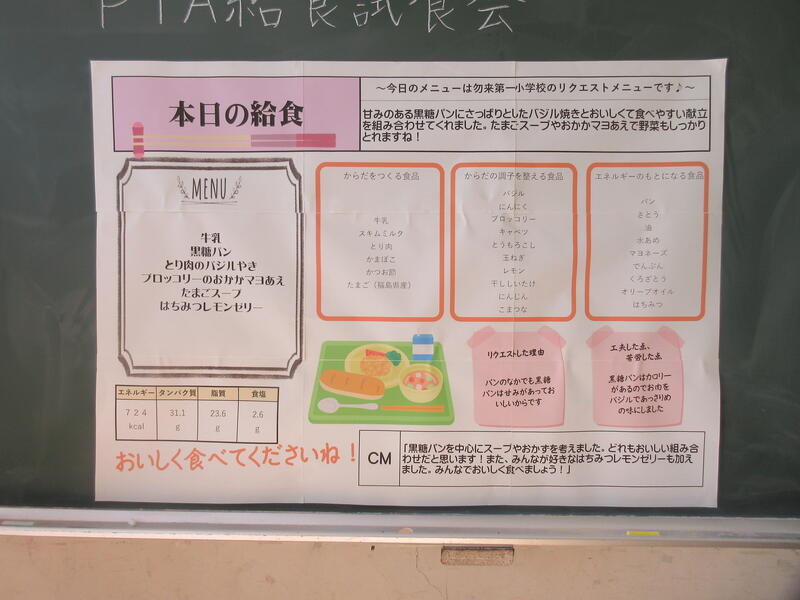 PTA給食試食会
本日の給食
～今日のメニューは勿来第一小学校のリクエストメニューです♪～
甘みのある黒糖パンにさっぱりとしたバジル焼きとおいしくて食べやすい献立
を組み合わせてくれました。たまごスープやおかかマヨあえで野菜もしっかり
とれますね！
MENU
牛乳
黒糖パン
とり肉のバジルやき
ブロッコリーのおかかマヨあえ
たまごスープ
はちみつレモンゼリー
からだをつくる食品
牛乳
スキムミルク
とり肉
かまぼこ
かつお節
たまご（福島県産）
からだの調子を整える食品
バジル
にんにく
ブロッコリー
キャベツ
とうもろこし
玉ねぎ
レモン
干ししいたけ
にんじん
こまつな
エネルギーのもとになる食品
パン
さとう
油
水あめ
マヨネーズ
でんぷん
くろざとう
オリーブオイル
はちみつ
エネルギー タンパク質 脂質 食塩
724 31.1 23.6 2.6
kcal g g g
おいしく食べてくださいね！
リクエストした理由
パンのなかでも黒糖
パンはせみがあってお
いしいからです
工夫した点、
苦労した点
黒糖パンはカロリー
があるのでお肉を
バジルであっさりめ
の味にしました
CM
「黒糖パンを中心にスープやおかずを考えました。どれもおいしい組み合
わせだと思います！また、みんなが好きなはちみつレモンゼリーも加え
ました。みんなでおいしく食べましょう！」